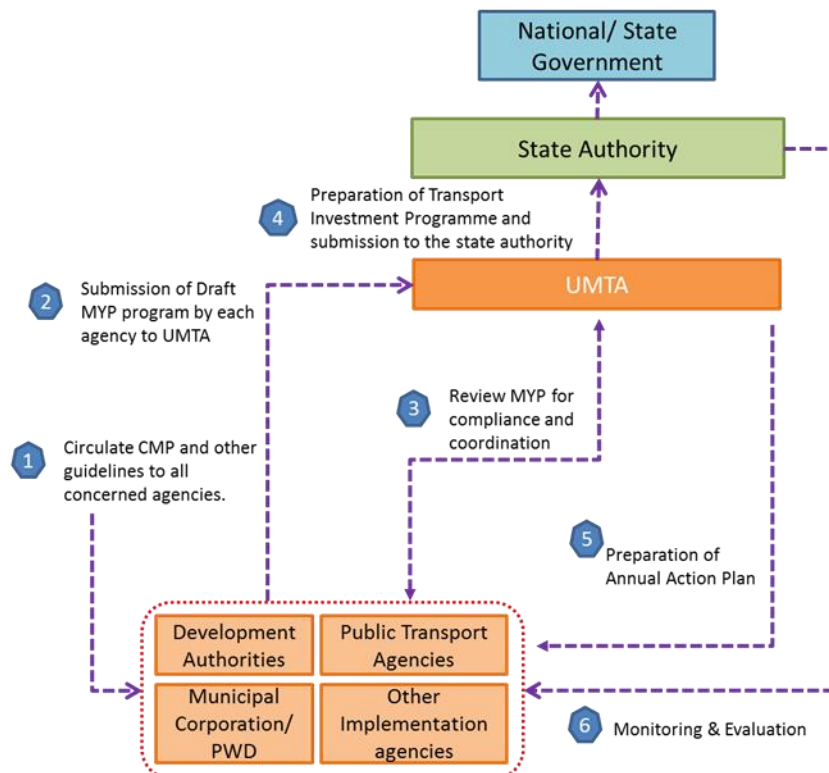 National/ State
Government
State Authority
4
Preparation of Transport
Investment Programme and
submission to the state authority
UMTA
2
Submission of Draft
MYP program by each
agency to UMTA
3
Review MYP for
compliance and
coordination
1
Circulate CMP and other
guidelines to all
concerned agencies.
5
Preparation of
Annual Action Plan
Development
Authorities
Public Transport
Agencies
Municipal
Corporation/
PWD
Other
Implementation
agencies
6
Monitoring & Evaluation